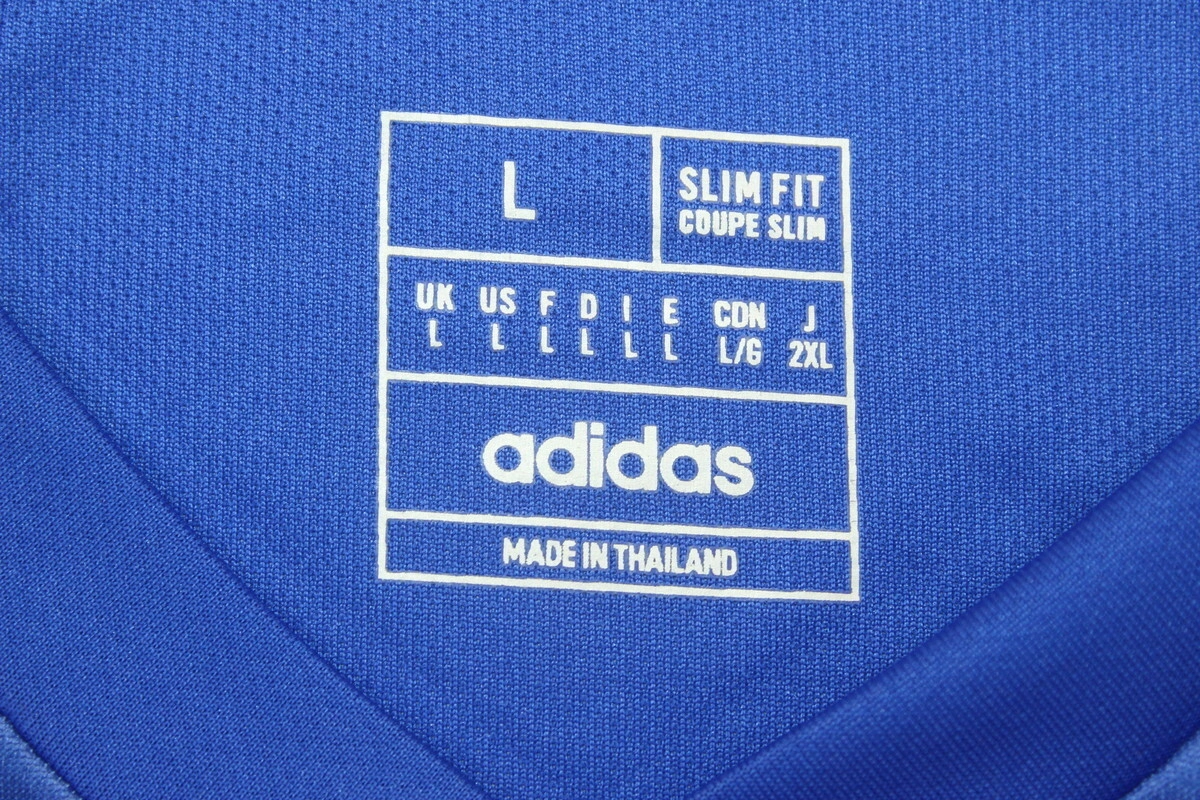 L
SLIM FIT
COUPE SLIM
UK US F D I E CDN J
L L L L L L L/G 2XL
adidas
MADE IN THAILAND